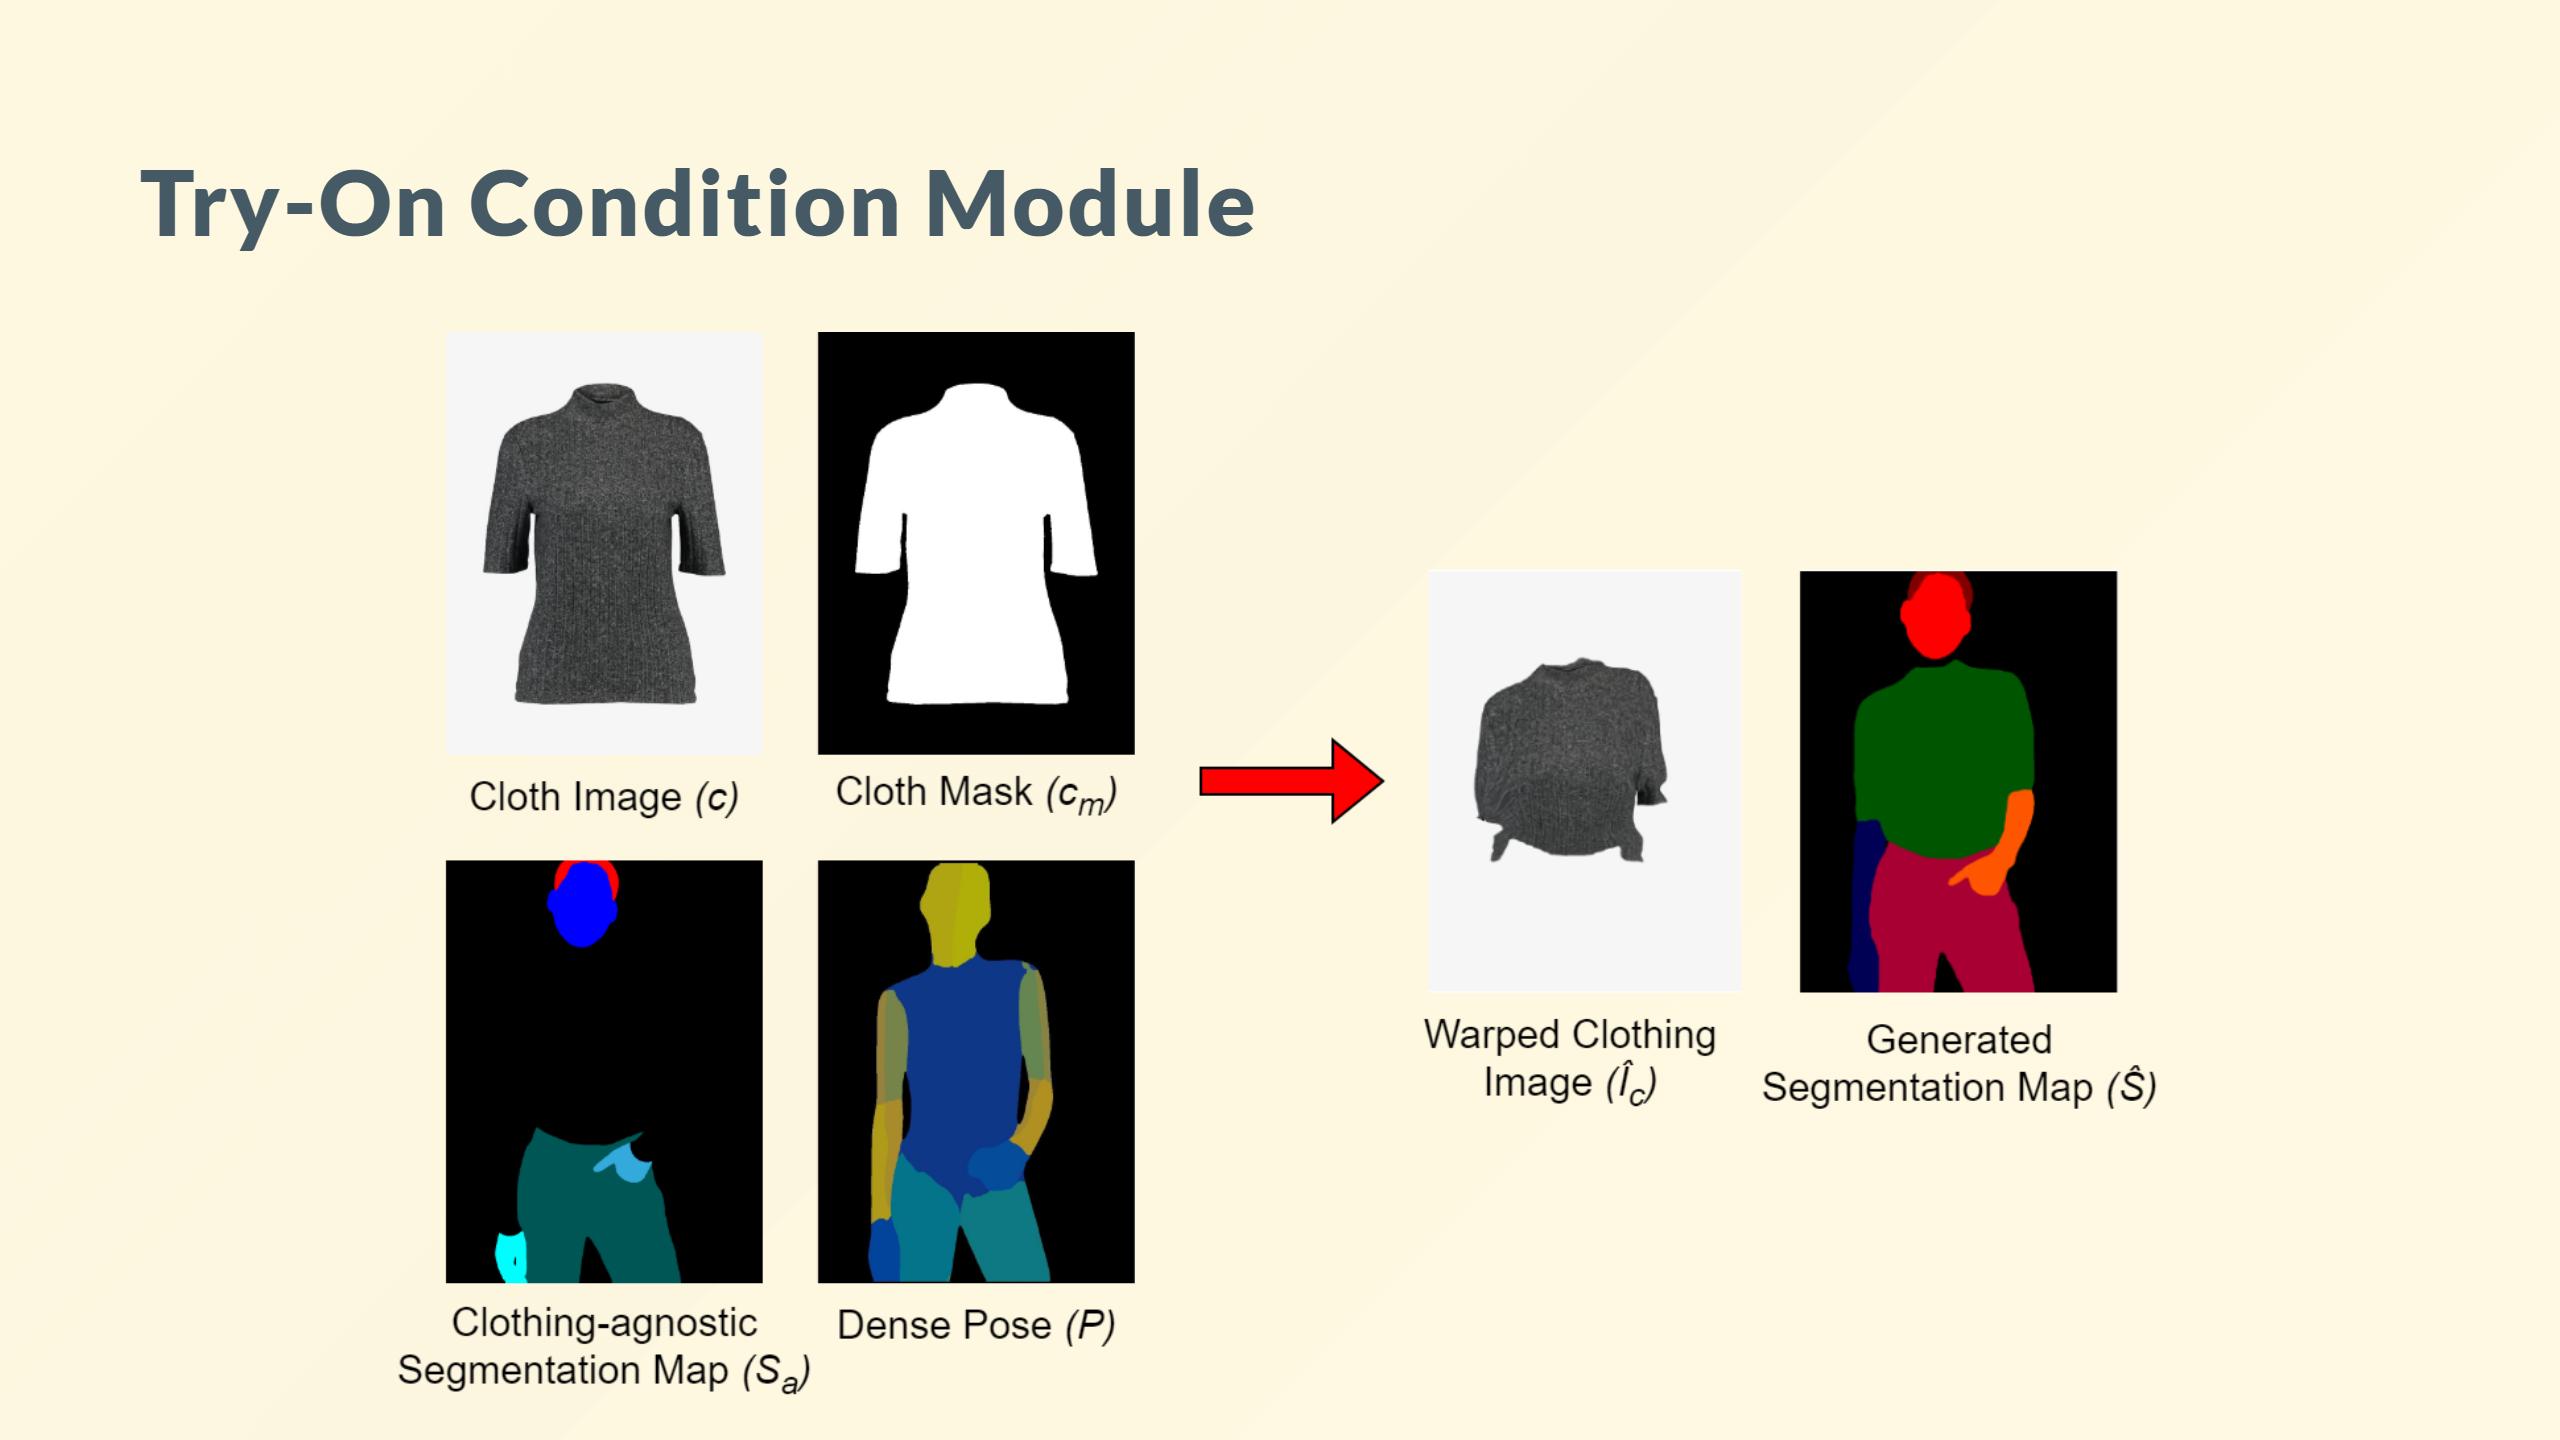 Try-On Condition Module
Cloth Image (c)
Cloth Mask (cₘ)
Clothing-agnostic
Segmentation Map (Sₐ)
Dense Pose (P)
Warped Clothing
Image (Î_c)
Generated
Segmentation Map (Ŝ)